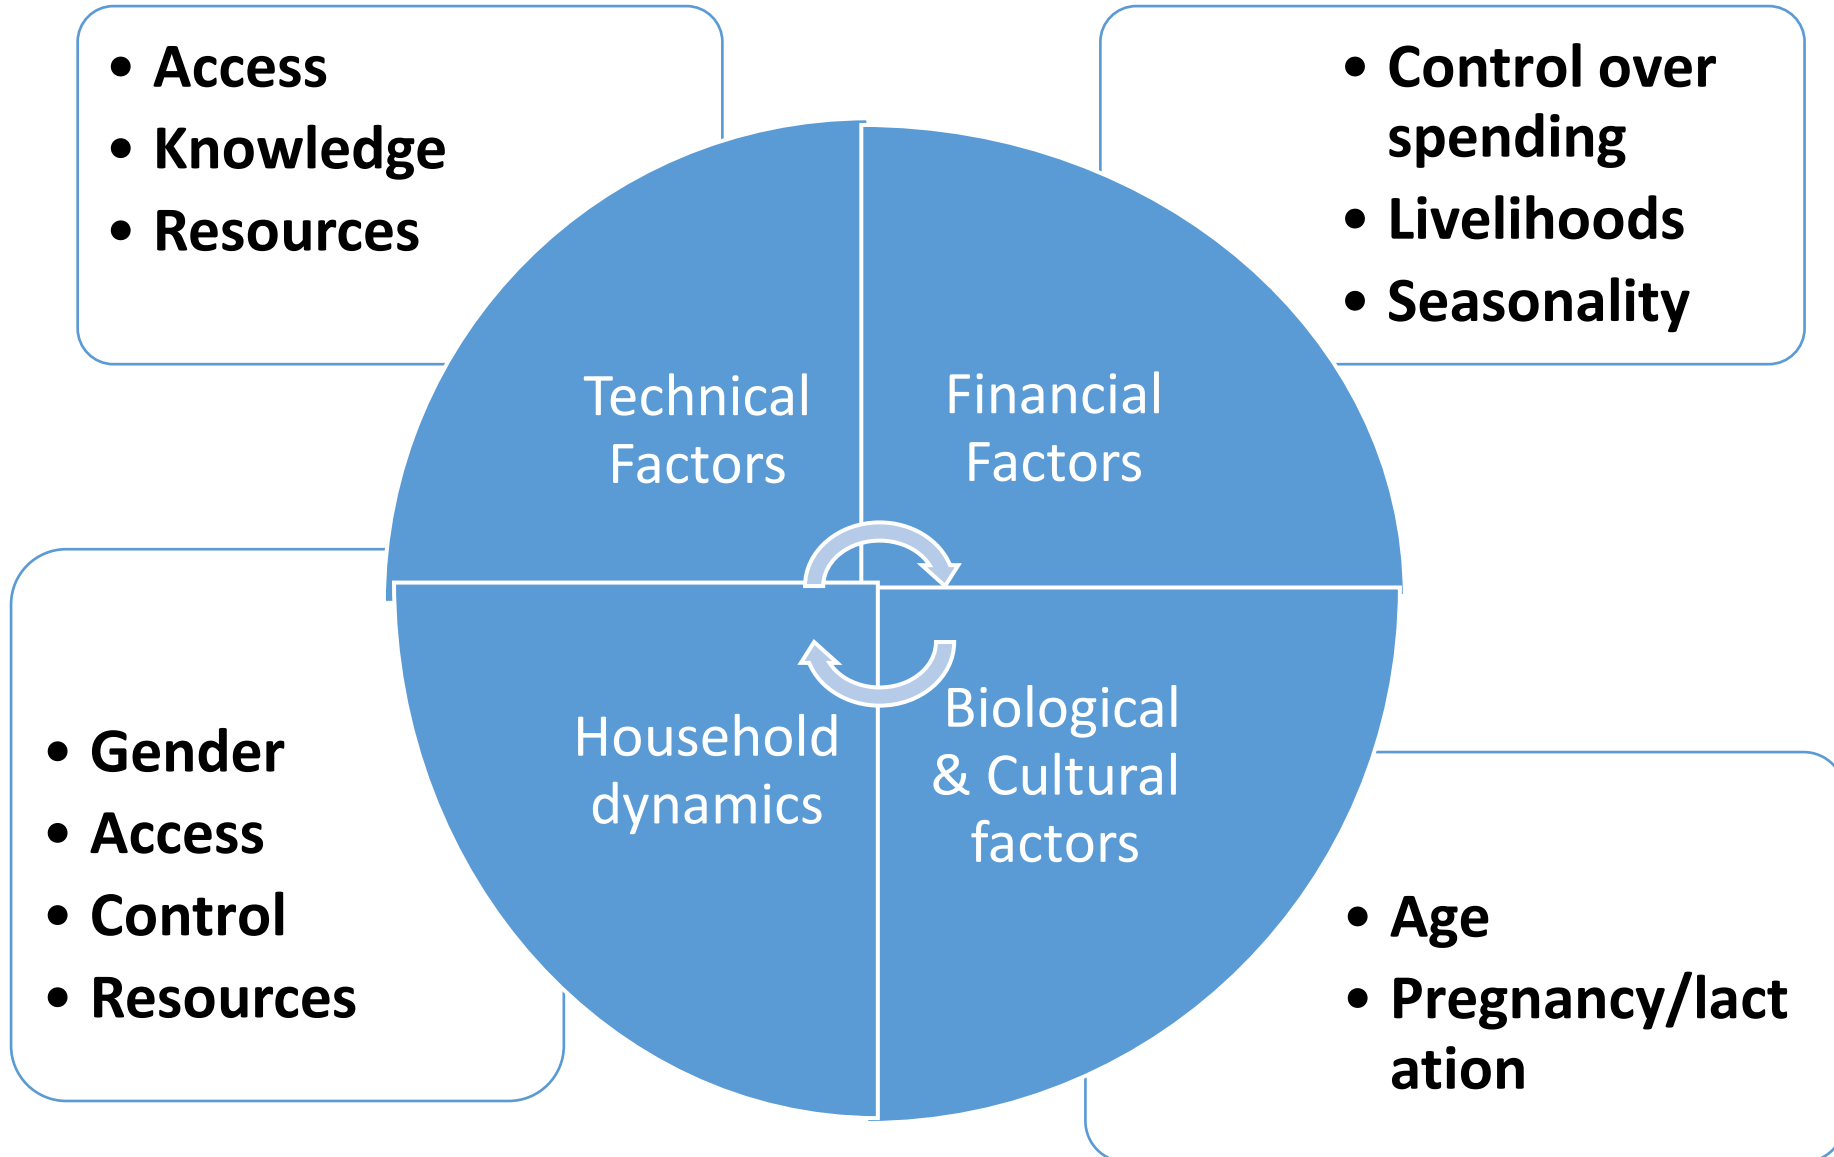 • Access
• Knowledge
• Resources
• Control over
spending
• Livelihoods
• Seasonality
Technical
Factors
Financial
Factors
Household
dynamics
Biological
& Cultural
factors
• Gender
• Access
• Control
• Resources
• Age
• Pregnancy/lact
ation